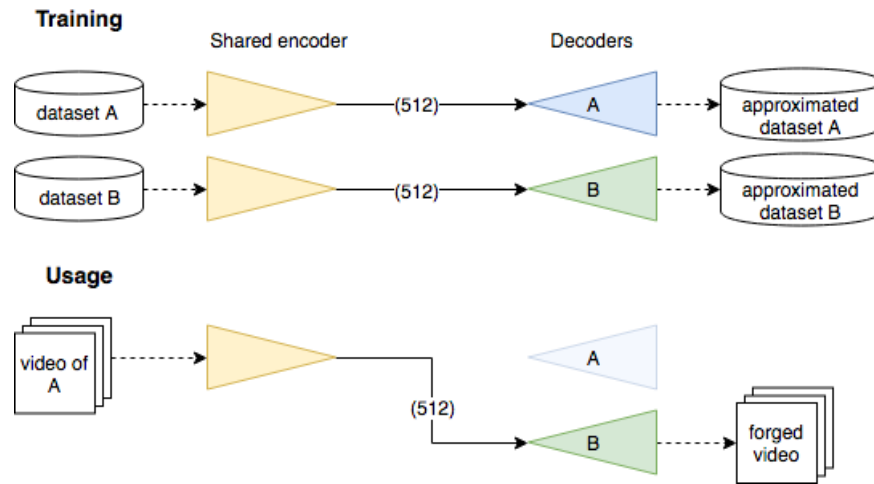 Training
Shared encoder
Decoders
dataset A
(512)
A
approximated
dataset A
dataset B
(512)
B
approximated
dataset B
Usage
video of
A
A
(512)
B
forged
video